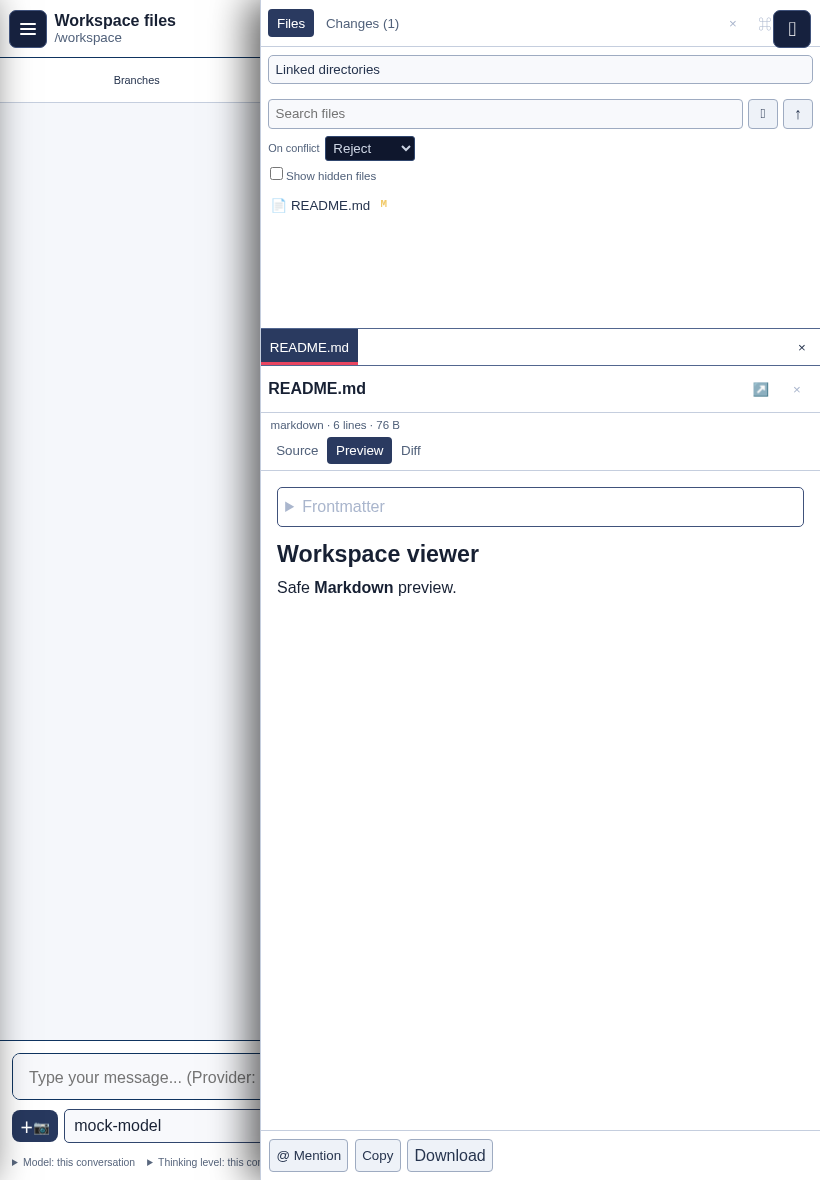 Workspace files
/workspace
Branches
Files Changes (1) × ⌘
Linked directories
Search files ↑
On conflict Reject
Show hidden files
README.md M
README.md ×
README.md ×
markdown · 6 lines · 76 B
Source Preview Diff
Frontmatter
Workspace viewer
Safe Markdown preview.
Type your message... (Provider:
+ mock-model
Model: this conversation Thinking level: this
@ Mention Copy Download